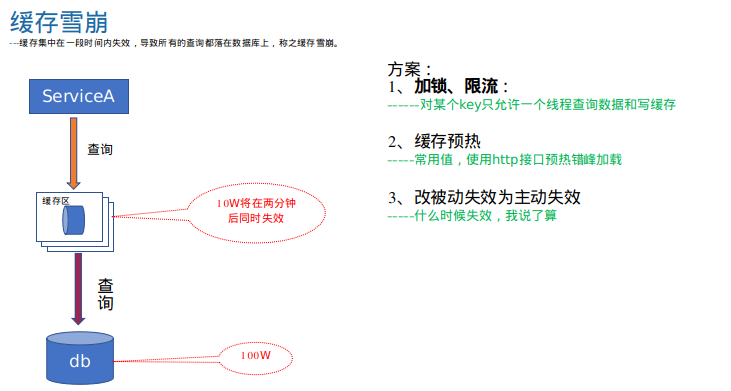 缓存雪崩
---缓存集中在一段时间内失效，导致所有的查询都落在数据库上，称之缓存雪崩。
ServiceA
查询
缓存区
10W将在两分钟
后同时失效
查
询
db
100W
方案：
1、加锁、限流：
------对某个key只允许一个线程查询数据和写缓存
2、缓存预热
-----常用值，使用http接口预热错峰加载
3、改被动失效为主动失效
-----什么时候失效，我说了算